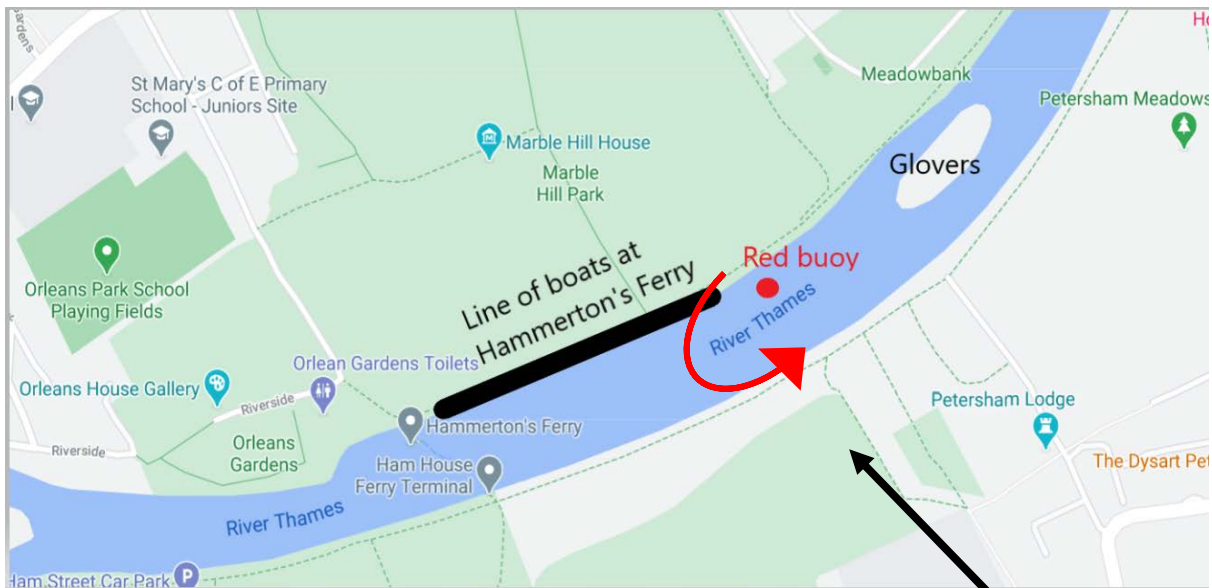 Gardens
St Mary's C of E Primary
School - Juniors Site
Marble Hill House
Marble
Hill Park
Meadowbank
Petersham Meadows
Glovers
Orleans Park School
Playing Fields
Line of boats at
Hammerton's Ferry
Red buoy
River Thames
Orlean Gardens Toilets
Orleans House Gallery
Riverside
Riverside
Orleans
Gardens
Hammerton's Ferry
Ham House
Ferry Terminal
Petersham Lodge
The Dysart Pet
River Thames
Ham Street Car Park
P